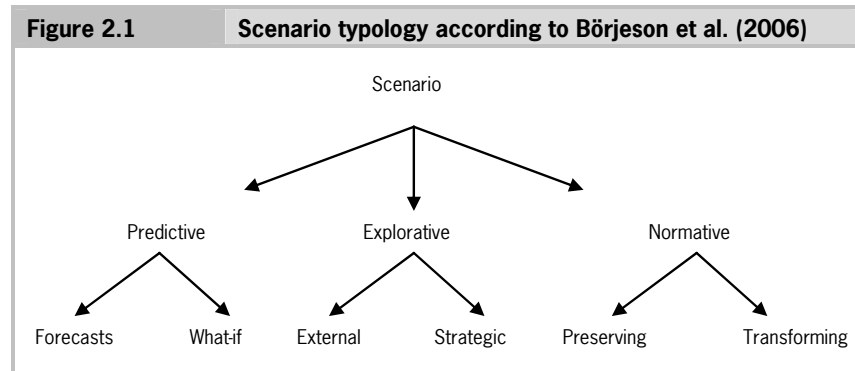 Figure 2.1 Scenario typology according to Börjeson et al. (2006)
Scenario
Predictive Explorative Normative
Forecasts What-if External Strategic Preserving Transforming